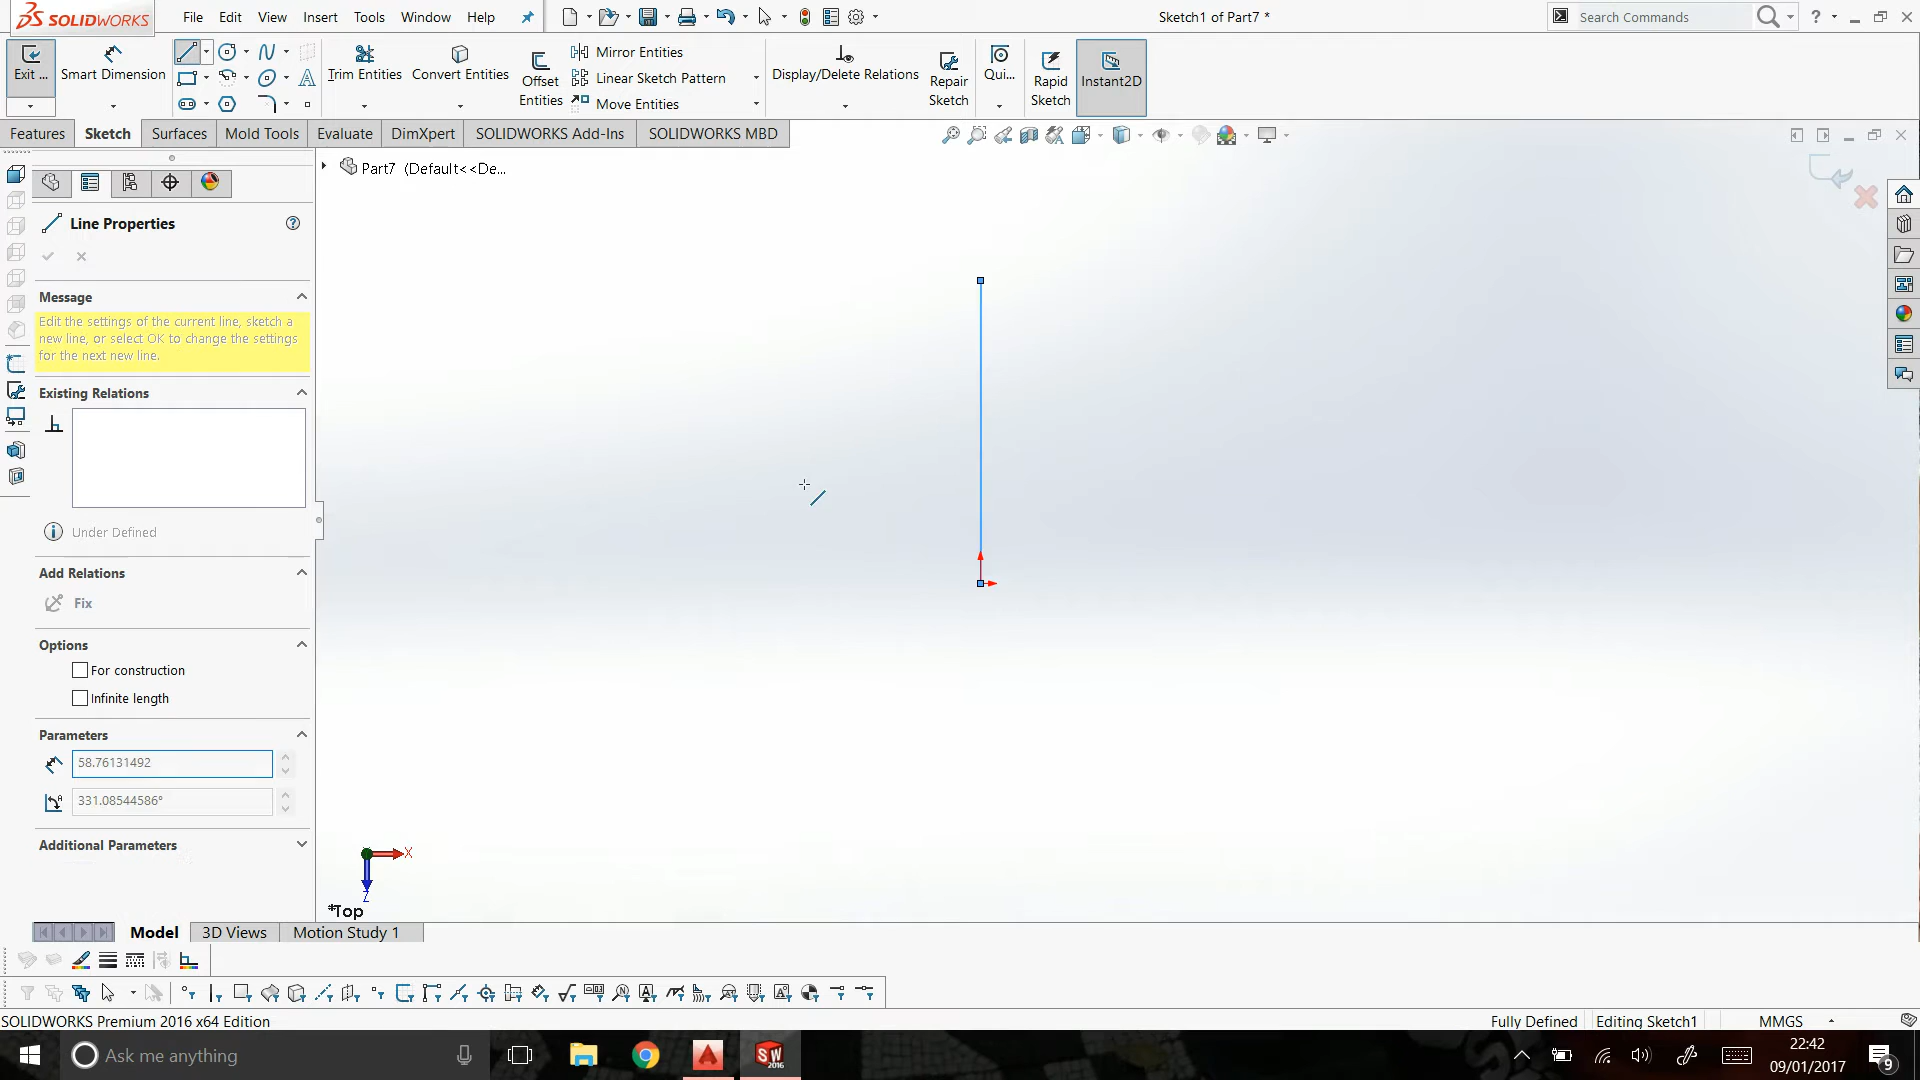 SOLIDWORKS File Edit View Insert Tools Window Help Sketch1 of Part7 * Search Commands ?
Exit ... Smart Dimension Trim Entities Convert Entities Offset Entities Mirror Entities Linear Sketch Pattern Move Entities Display/Delete Relations Repair Sketch Qui... Rapid Sketch Instant2D
Features Sketch Surfaces Mold Tools Evaluate DimXpert SOLIDWORKS Add-Ins SOLIDWORKS MBD
Part7 (Default<<De...
Line Properties
Message
Edit the settings of the current line, sketch a
new line, or select OK to change the settings
for the next new line.
Existing Relations
Under Defined
Add Relations
Fix
Options
For construction
Infinite length
Parameters
58.76131492
331.08544586°
Additional Parameters
X
Z
*Top
Model 3D Views Motion Study 1
SOLIDWORKS Premium 2016 x64 Edition Fully Defined Editing Sketch1 MMGS
Ask me anything SW 2016 22:42
09/01/2017 9